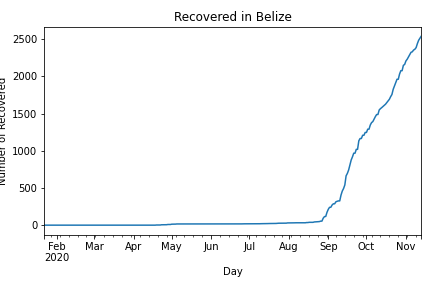 Recovered in Belize
Number of Recovered
2500
2000
1500
1000
500
0
Feb Mar Apr May Jun Jul Aug Sep Oct Nov
2020
Day